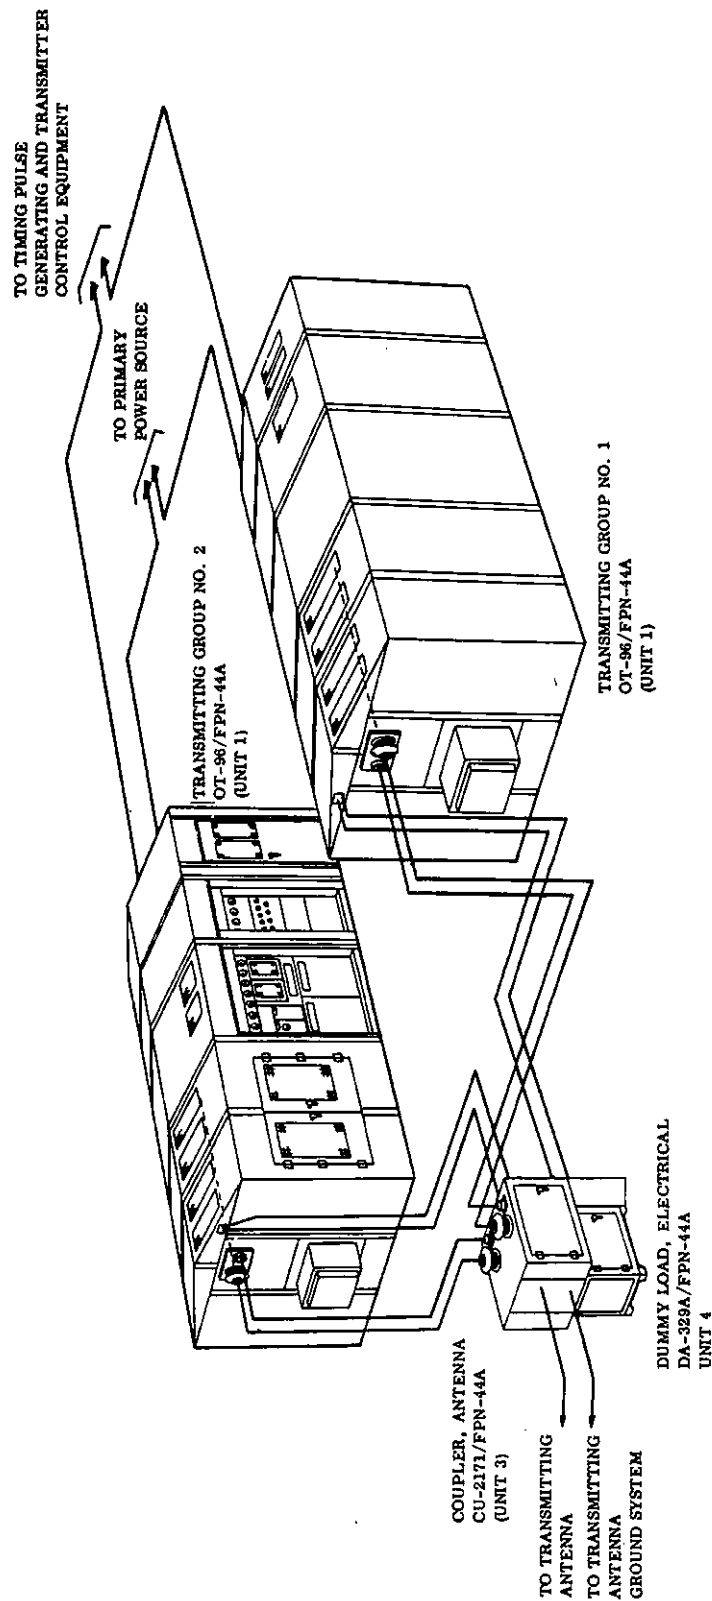 TO TIMING PULSE
GENERATING AND TRANSMITTER
CONTROL EQUIPMENT
TO PRIMARY
POWER SOURCE
TRANSMITTING GROUP NO. 2
OT-96/FPN-44A
(UNIT 1)
TRANSMITTING GROUP NO. 1
OT-96/FPN-44A
(UNIT 1)
COUPLER, ANTENNA
CU-2171/FPN-44A
(UNIT 3)
DUMMY LOAD, ELECTRICAL
DA-329A/FPN-44A
UNIT 4
TO TRANSMITTING
ANTENNA
TO TRANSMITTING
ANTENNA
GROUND SYSTEM